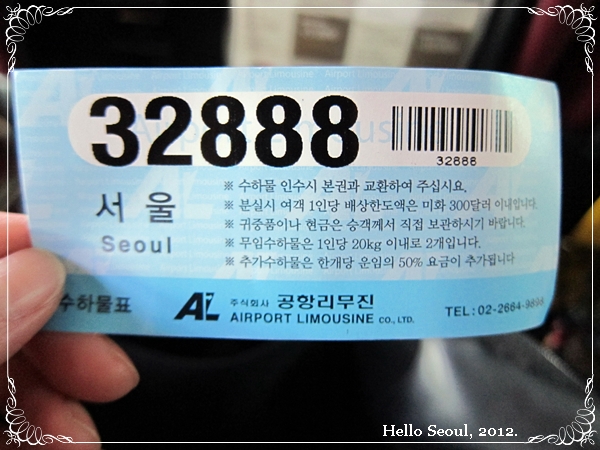 32888
32888
서울
Seoul
※ 수하물 인수시 본권과 교환하여 주십시요.
※ 분실시 여객 1인당 배상한도액은 미화 300달러 이내입니다.
※ 귀중품이나 현금은 승객께서 직접 보관하시기 바랍니다.
※ 무임수하물은 1인당 20kg 이내로 2개입니다.
※ 추가수하물은 한개당 운임의 50% 요금이 추가됩니다
수하물표
AL 주식회사 공항리무진
AIRPORT LIMOUSINE CO., LTD.
TEL : 02-2664-9898
Airport Limousine
Hello Seoul, 2012.